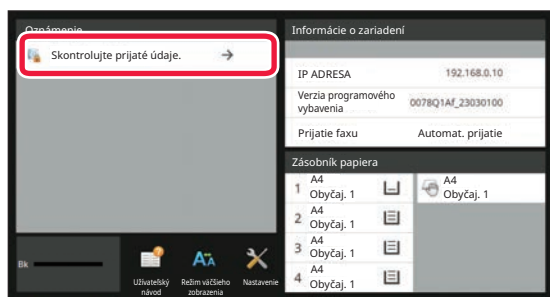 Oznámenie
Skontrolujte prijaté údaje.
Informácie o zariadení
IP ADRESA 192.168.0.10
Verzia programového
vybavenia
0078Q1Af_23030100
Prijatie faxu Automat. prijatie
Zásobník papiera
1 A4
Obyčaj. 1
A4
Obyčaj. 1
2 A4
Obyčaj. 1
3 A4
Obyčaj. 1
4 A4
Obyčaj. 1
Bk
Užívateľský
návod
Režim väčšieho
zobrazenia
Nastavenie